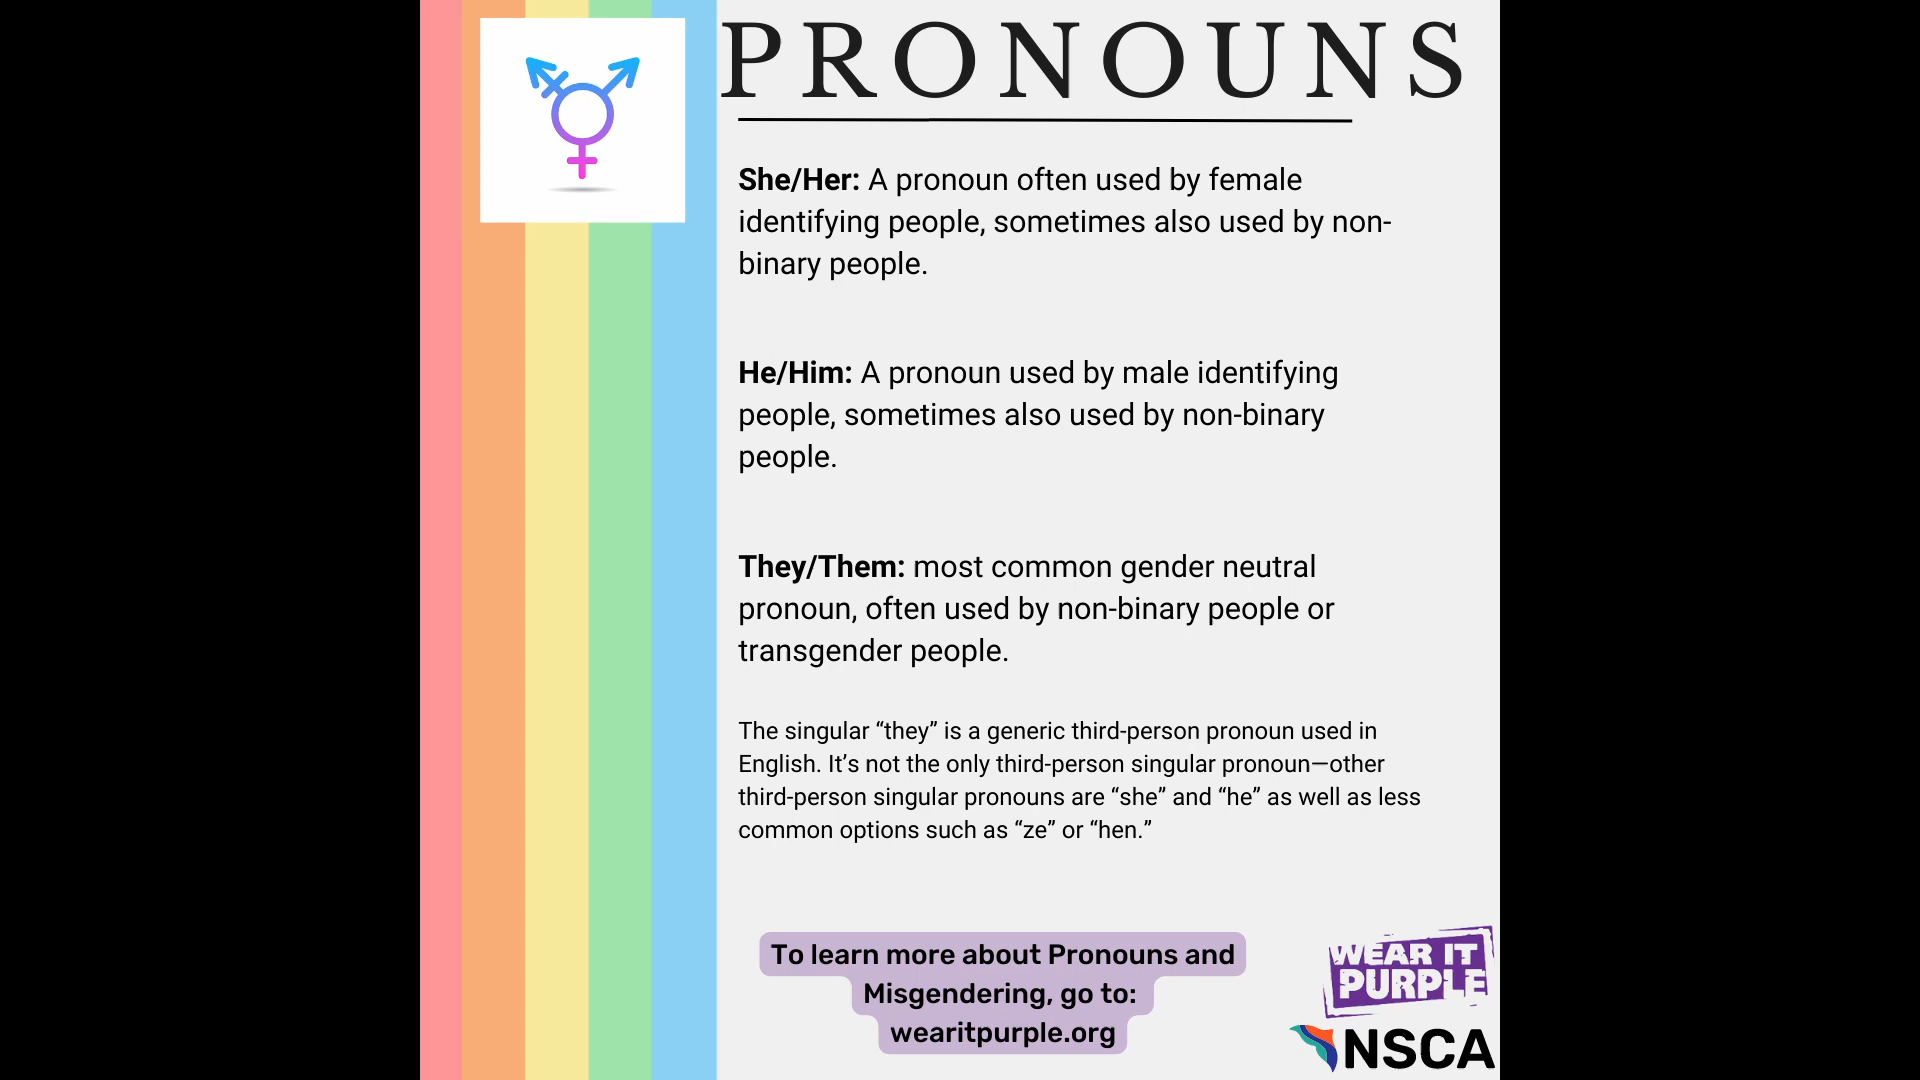 PRONOUNS
She/Her: A pronoun often used by female
identifying people, sometimes also used by non-
binary people.
He/Him: A pronoun used by male identifying
people, sometimes also used by non-binary
people.
They/Them: most common gender neutral
pronoun, often used by non-binary people or
transgender people.
The singular “they” is a generic third-person pronoun used in
English. It’s not the only third-person singular pronoun—other
third-person singular pronouns are “she” and “he” as well as less
common options such as “ze” or “hen.”
To learn more about Pronouns and
Misgendering, go to:
wearitpurple.org
WEAR IT
PURPLE
NSCA